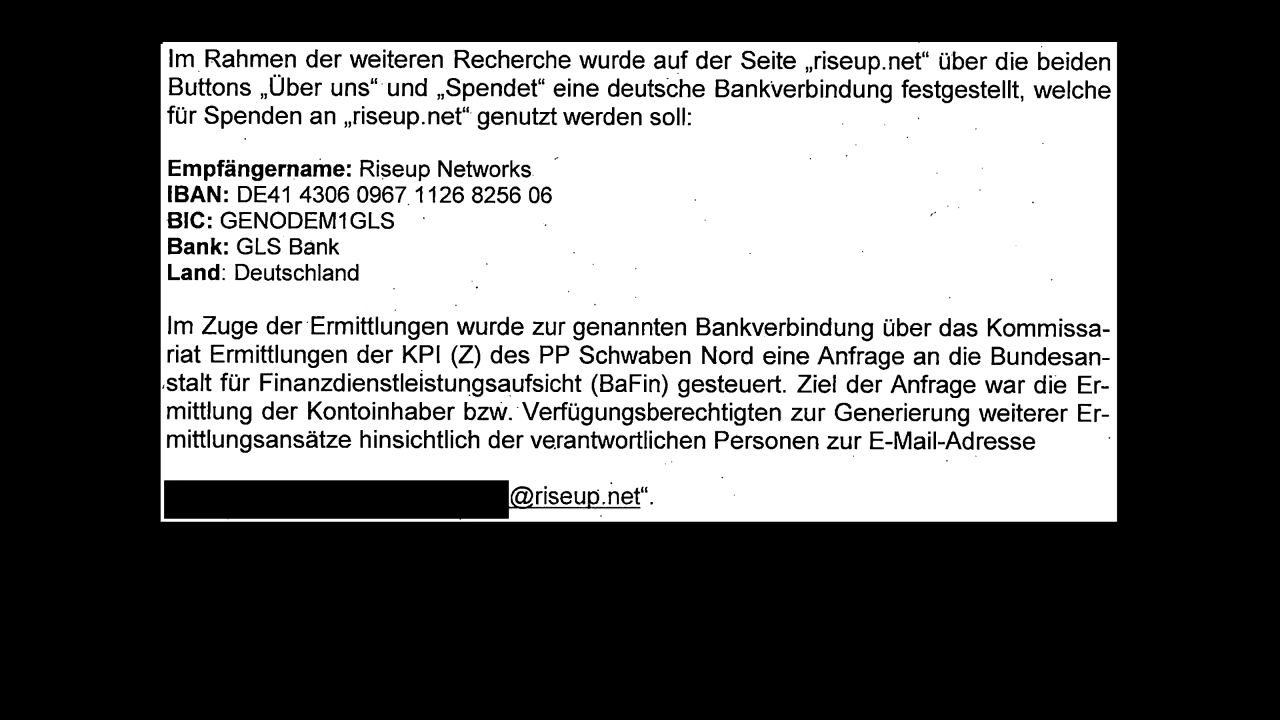 Im Rahmen der weiteren Recherche wurde auf der Seite „riseup.net“ über die beiden
Buttons „Über uns“ und „Spendet“ eine deutsche Bankverbindung festgestellt, welche
für Spenden an „riseup.net“ genutzt werden soll:
Empfängername: Riseup Networks
IBAN: DE41 4306 0967 1126 8256 06
BIC: GENODEM1GLS
Bank: GLS Bank
Land: Deutschland
Im Zuge der Ermittlungen wurde zur genannten Bankverbindung über das Kommissa-
riat Ermittlungen der KPI (Z) des PP Schwaben Nord eine Anfrage an die Bundesan-
stalt für Finanzdienstleistungsaufsicht (BaFin) gesteuert. Ziel der Anfrage war die Er-
mittlung der Kontoinhaber bzw. Verfügungsberechtigten zur Generierung weiterer Er-
mittlungsansätze hinsichtlich der verantwortlichen Personen zur E-Mail-Adresse
@riseup.net“.